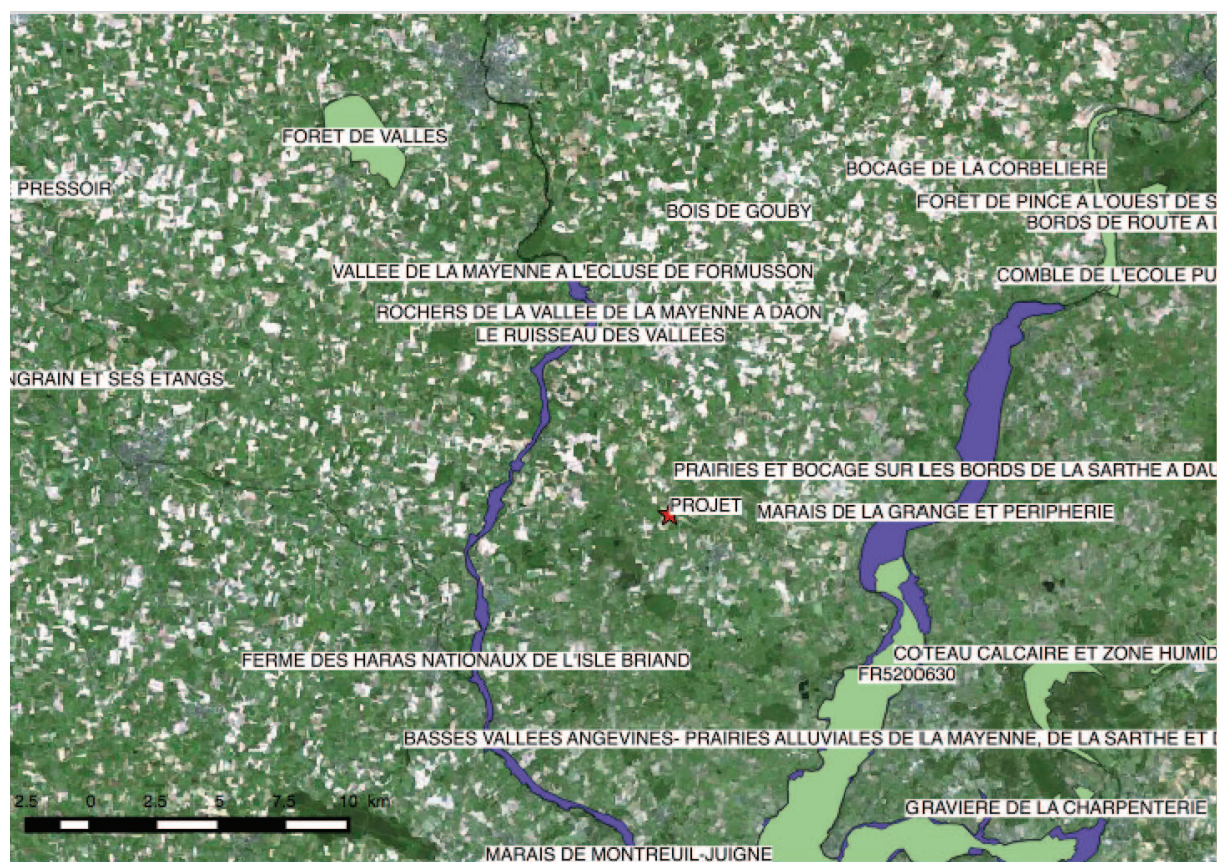 FORET DE VALLES
BOCAGE DE LA CORBELIERE
E PRESSOIR
FORET DE PINCE A L'OUEST DE S
BOIS DE GOUBY
BORDS DE ROUTE A L
VALLEE DE LA MAYENNE A L'ECLUSE DE FORMUSSON
COMBLE DE L'ECOLE PU
ROCHERS DE LA VALLEE DE LA MAYENNE A DAON
LE RUISSEAU DES VALLEES
NGRAIN ET SES ETANGS
PRAIRIES ET BOCAGE SUR LES BORDS DE LA SARTHE A DAU
PROJET
MARAIS DE LA GRANGE ET PERIPHERIE
FERME DES HARAS NATIONAUX DE L'ISLE BRIAND
COTEAU CALCAIRE ET ZONE HUMID
FR5200630
BASSES VALLEES ANGEVINES- PRAIRIES ALLUVIALES DE LA MAYENNE, DE LA SARTHE ET D
2.5 0 2.5 5 7.5 10 km
GRAVIERE DE LA CHARPENTERIE
MARAIS DE MONTREUIL-JUIGNE